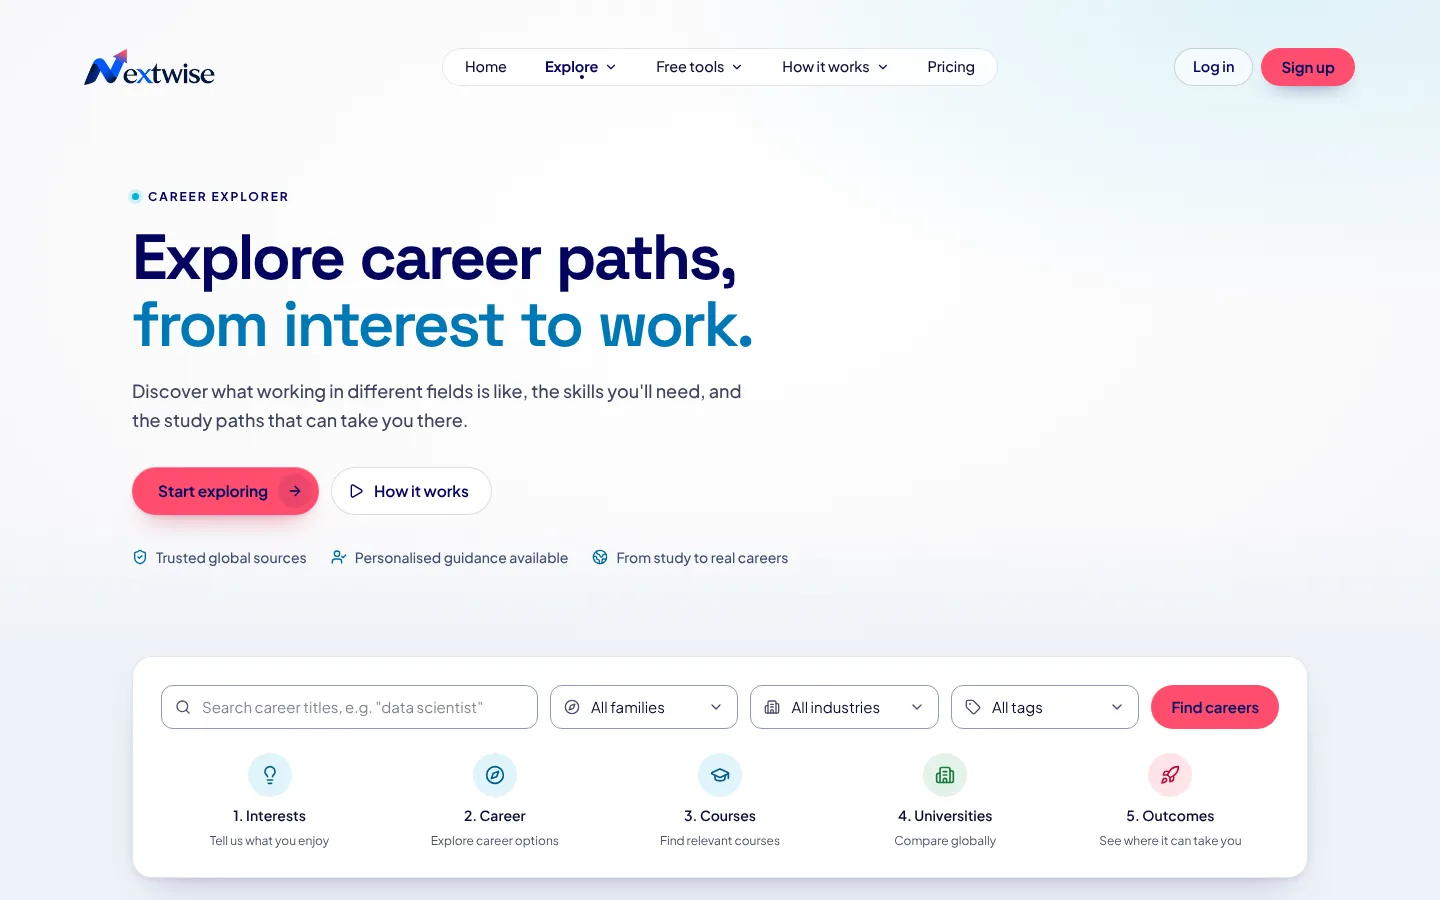 Nextwise
Home
Explore
Free tools
How it works
Pricing
Log in
Sign up
CAREER EXPLORER
Explore career paths,
from interest to work.
Discover what working in different fields is like, the skills you'll need, and
the study paths that can take you there.
Start exploring
How it works
Trusted global sources
Personalised guidance available
From study to real careers
Search career titles, e.g. "data scientist"
All families
All industries
All tags
Find careers
1. Interests
Tell us what you enjoy
2. Career
Explore career options
3. Courses
Find relevant courses
4. Universities
Compare globally
5. Outcomes
See where it can take you